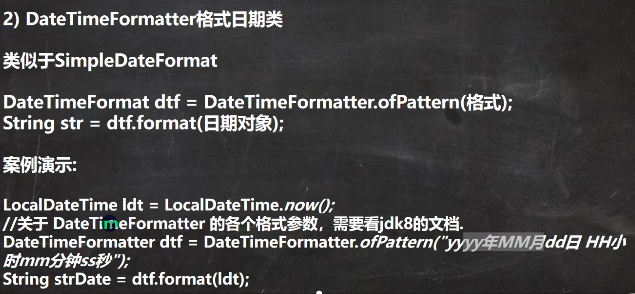 2) DateTimeFormatter格式日期类
类似于SimpleDateFormat
DateTimeFormat dtf = DateTimeFormatter.ofPattern(格式);
String str = dtf.format(日期对象);
案例演示:
LocalDateTime ldt = LocalDateTime.now();
//关于 DateTimeFormatter 的各个格式参数，需要看jdk8的文档.
DateTimeFormatter dtf = DateTimeFormatter.ofPattern("yyyy年MM月dd日 HH小
时mm分钟ss秒");
String strDate = dtf.format(ldt);